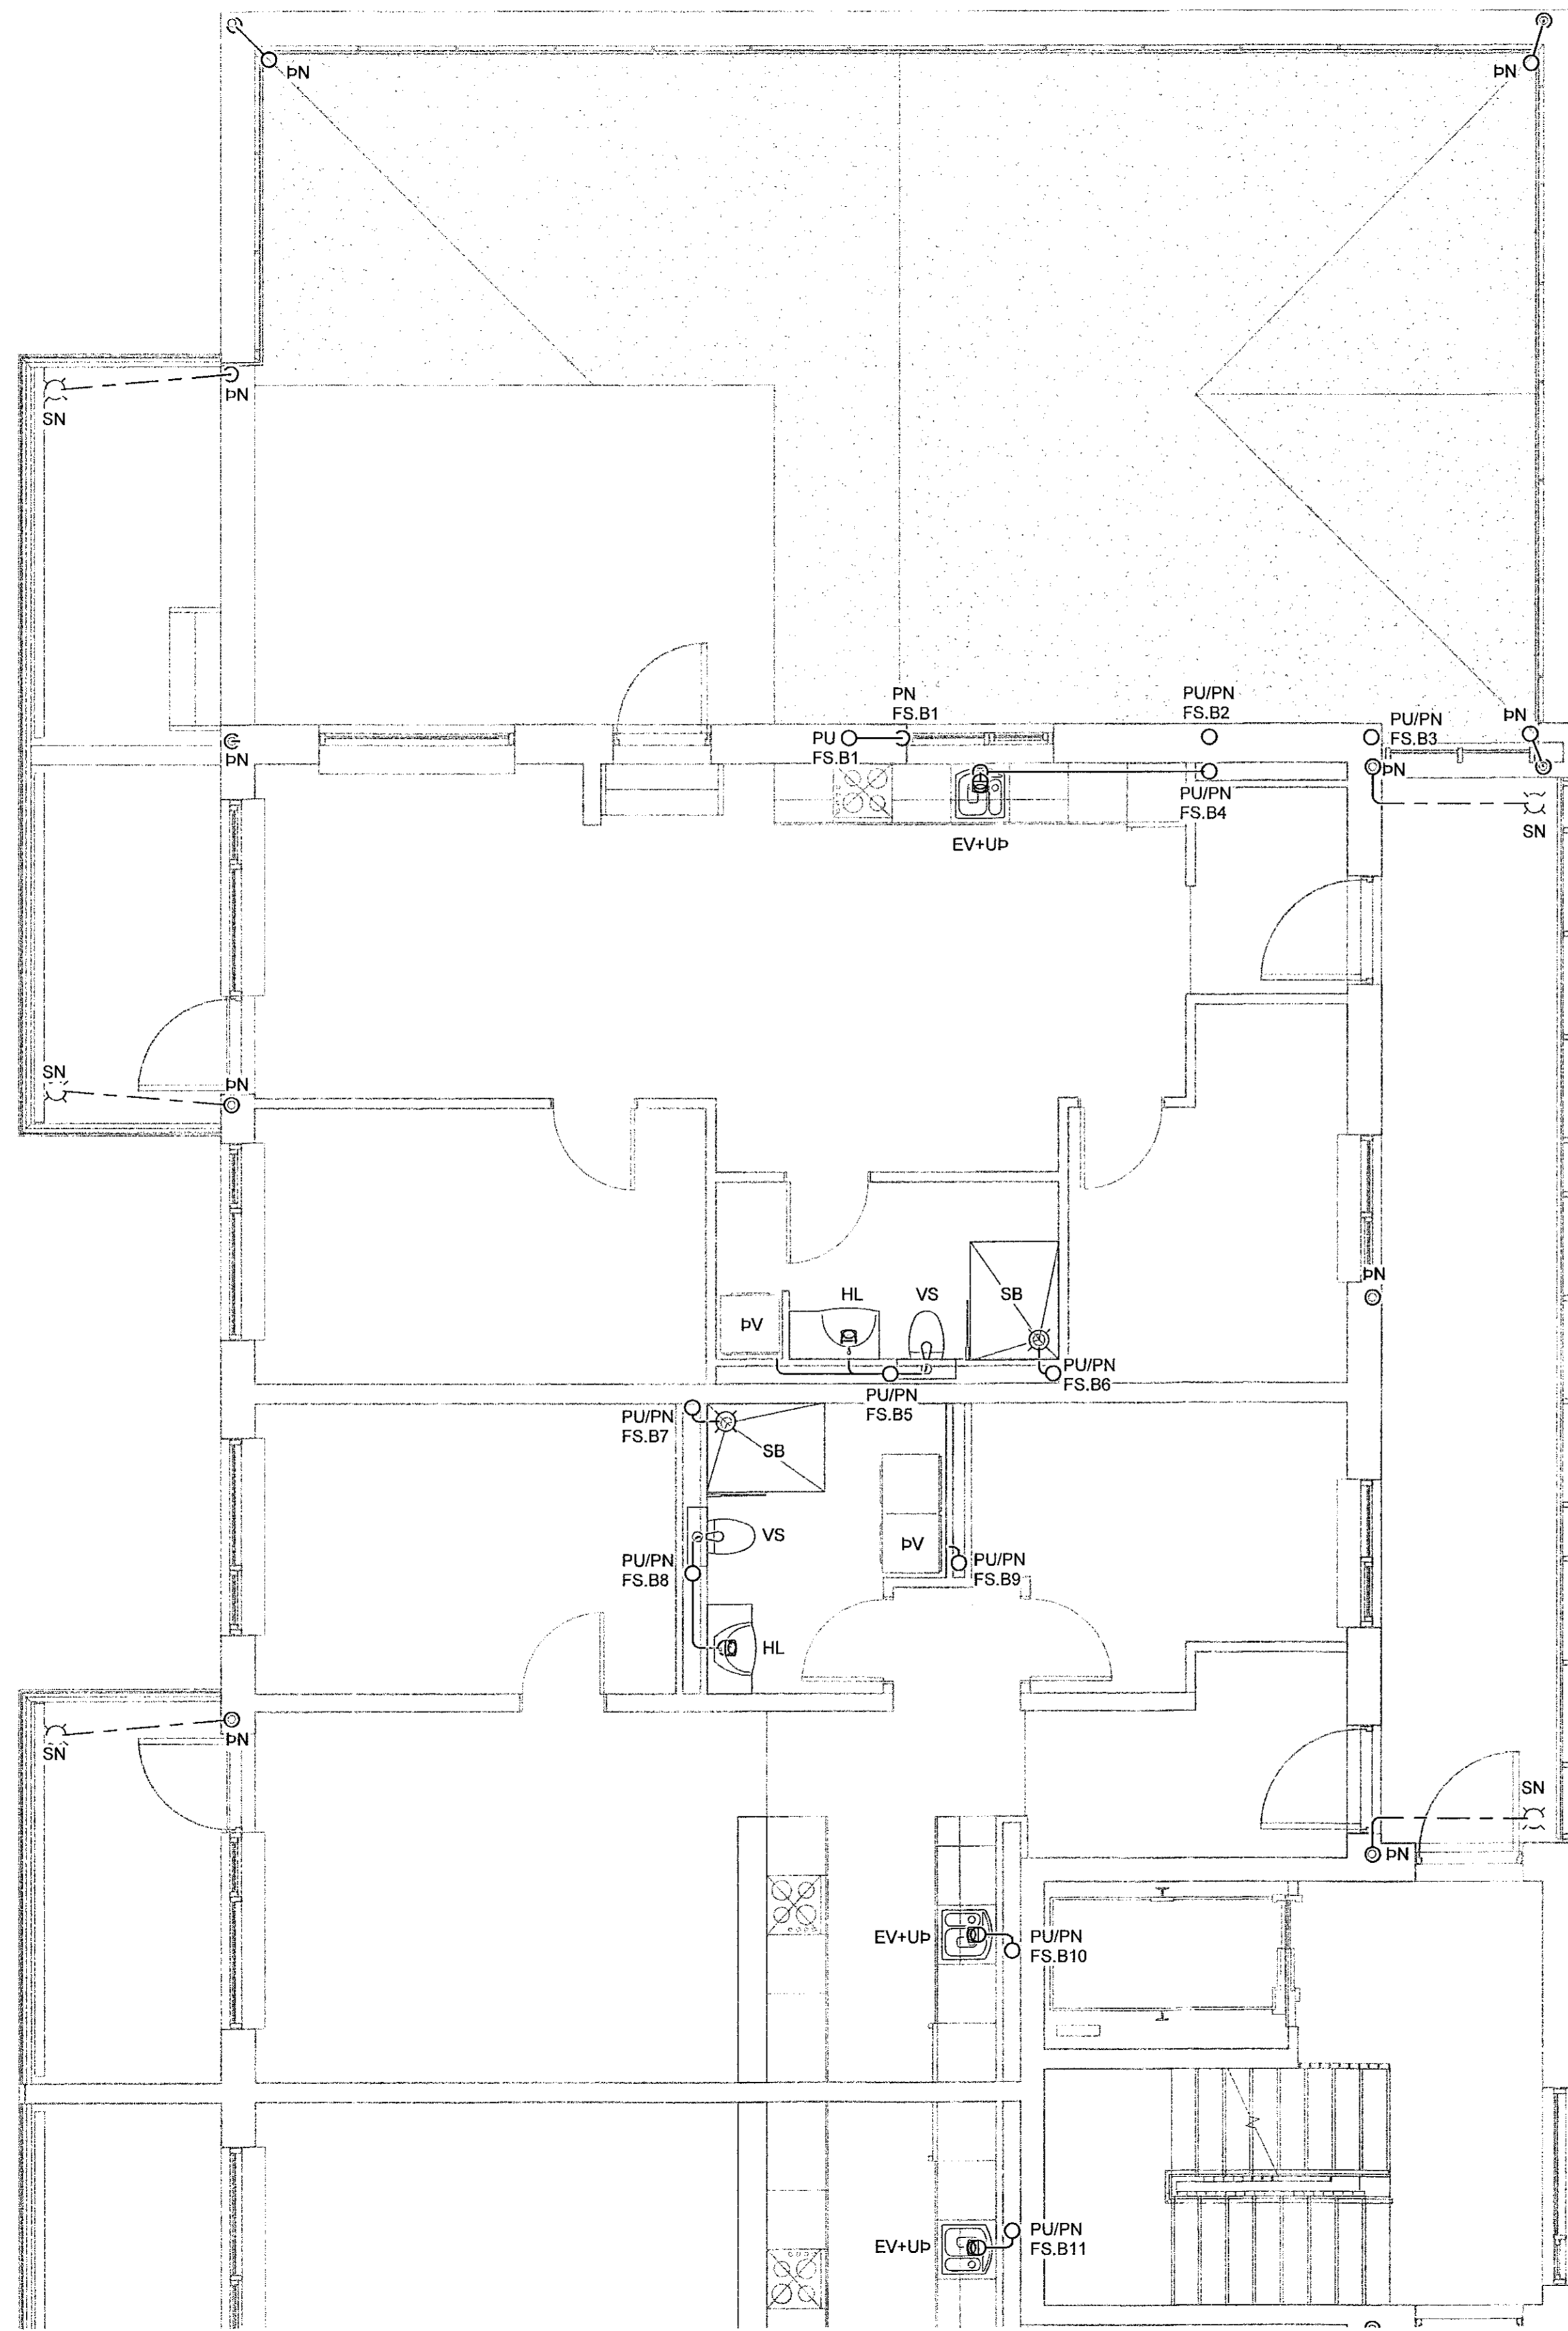 ÞN
ÞN
ÞN
SN
PN
FS.B1
PU/PN
FS.B2
ÞN
PU/PN
FS.B3
PU
FS.B1
ÞN
ÞN
PU/PN
FS.B4
SN
EV+UÞ
SN
ÞN
ÞN
HL
VS
SB
ÞV
PU/PN
FS.B6
PU/PN
FS.B5
PU/PN
FS.B7
SB
VS
ÞV
PU/PN
FS.B8
PU/PN
FS.B9
HL
ÞN
SN
SN
ÞN
EV+UÞ
PU/PN
FS.B10
EV+UÞ
PU/PN
FS.B11